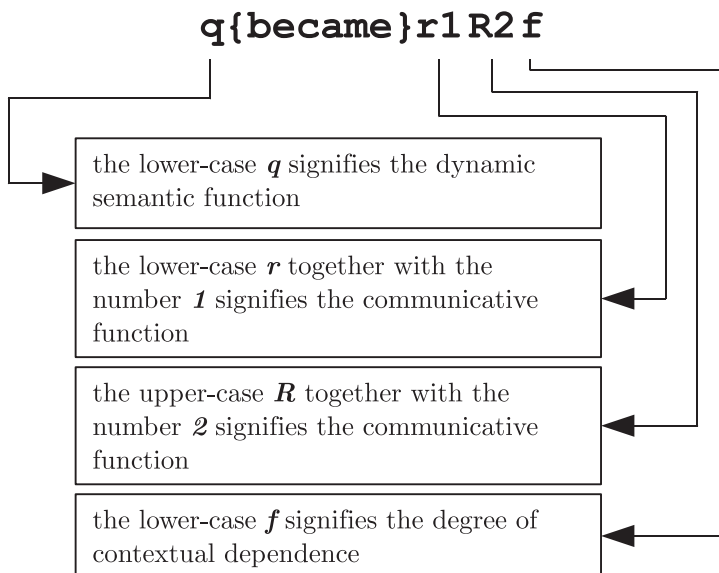 q{became}r1R2f
the lower-case q signifies the dynamic
semantic function
the lower-case r together with the
number 1 signifies the communicative
function
the upper-case R together with the
number 2 signifies the communicative
function
the lower-case f signifies the degree of
contextual dependence